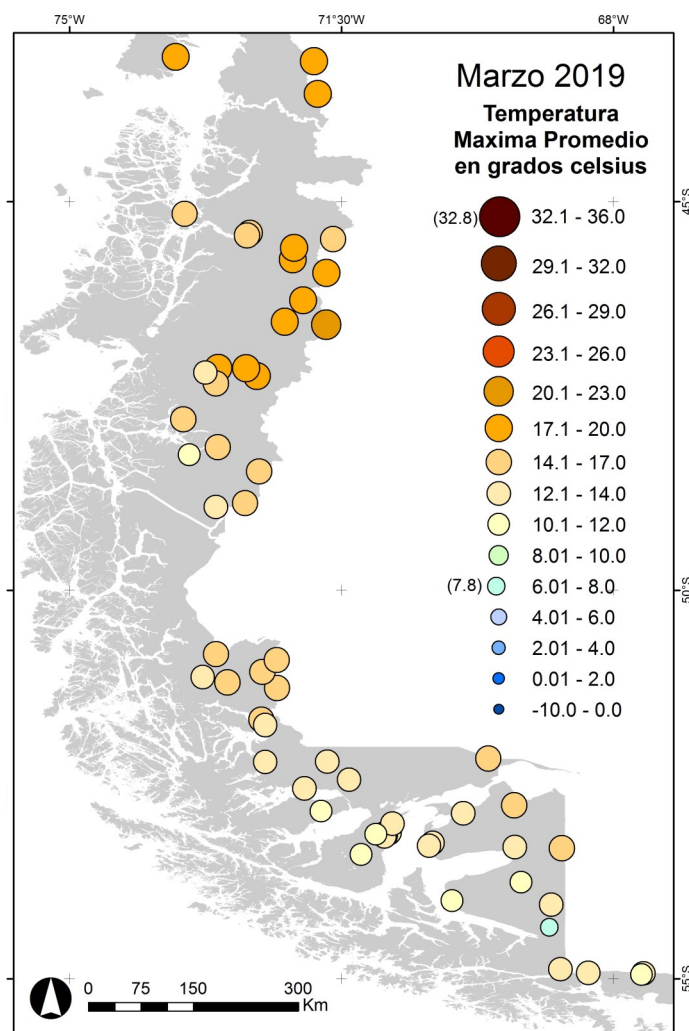 75°W 71°30'W 68°W
Marzo 2019
Temperatura
Maxima Promedio
en grados celsius
45°S
(32.8) 32.1 - 36.0
29.1 - 32.0
26.1 - 29.0
23.1 - 26.0
20.1 - 23.0
17.1 - 20.0
14.1 - 17.0
12.1 - 14.0
10.1 - 12.0
8.01 - 10.0
50°S
(7.8) 6.01 - 8.0
4.01 - 6.0
2.01 - 4.0
0.01 - 2.0
-10.0 - 0.0
55°S
0 75 150 300
Km